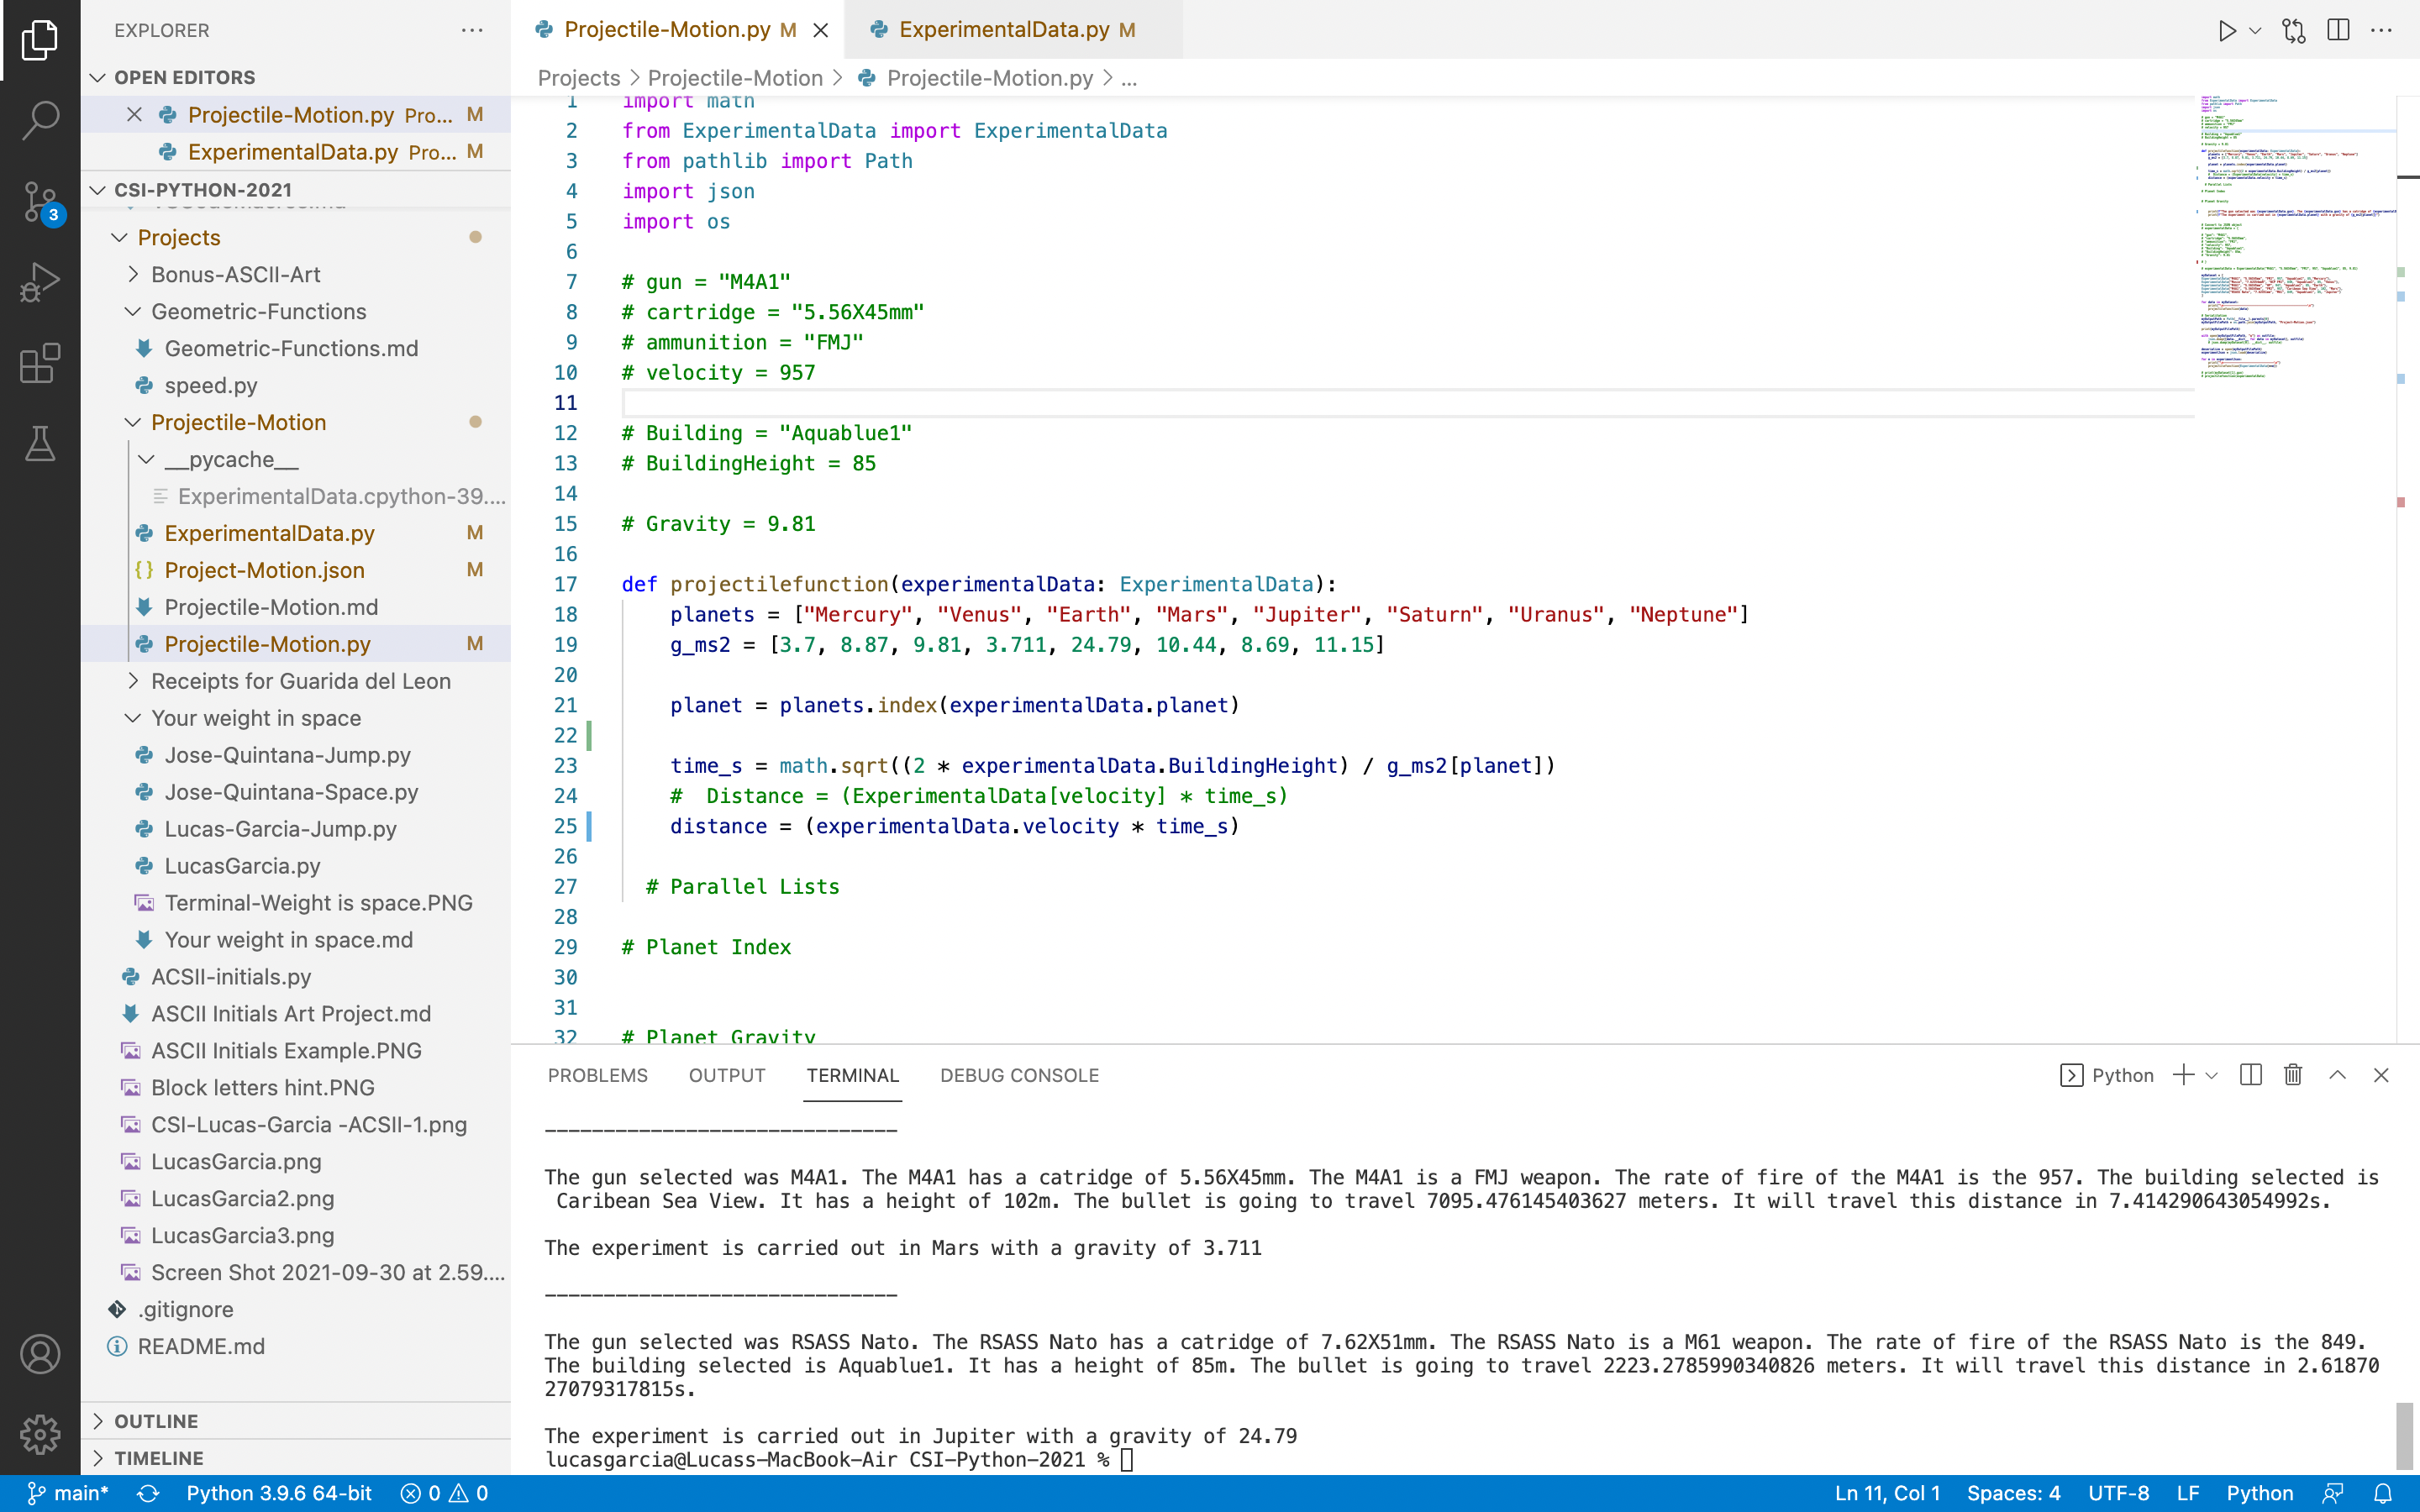 EXPLORER
OPEN EDITORS
Projectile-Motion.py Pro... M
ExperimentalData.py Pro... M
CSI-PYTHON-2021
Projects
Bonus-ASCII-Art
Geometric-Functions
Geometric-Functions.md
speed.py
Projectile-Motion
__pycache__
ExperimentalData.cpython-39....
ExperimentalData.py M
{} Project-Motion.json M
Projectile-Motion.md
Projectile-Motion.py M
Receipts for Guarida del Leon
Your weight in space
Jose-Quintana-Jump.py
Jose-Quintana-Space.py
Lucas-Garcia-Jump.py
LucasGarcia.py
Terminal-Weight is space.PNG
Your weight in space.md
ACSII-initials.py
ASCII Initials Art Project.md
ASCII Initials Example.PNG
Block letters hint.PNG
CSI-Lucas-Garcia -ACSII-1.png
LucasGarcia.png
LucasGarcia2.png
LucasGarcia3.png
Screen Shot 2021-09-30 at 2.59....
.gitignore
README.md
OUTLINE
TIMELINE
3
Projectile-Motion.py M
ExperimentalData.py M
Projects > Projectile-Motion > Projectile-Motion.py > ...
1 import math
2 from ExperimentalData import ExperimentalData
3 from pathlib import Path
4 import json
5 import os
6
7 # gun = "M4A1"
8 # cartridge = "5.56X45mm"
9 # ammunition = "FMJ"
10 # velocity = 957
11
12 # Building = "Aquablue1"
13 # BuildingHeight = 85
14
15 # Gravity = 9.81
16
17 def projectilefunction(experimentalData: ExperimentalData):
18 planets = ["Mercury", "Venus", "Earth", "Mars", "Jupiter", "Saturn", "Uranus", "Neptune"]
19 g_ms2 = [3.7, 8.87, 9.81, 3.711, 24.79, 10.44, 8.69, 11.15]
20
21 planet = planets.index(experimentalData.planet)
22
23 time_s = math.sqrt((2 * experimentalData.BuildingHeight) / g_ms2[planet])
24 #  Distance = (ExperimentalData[velocity] * time_s)
25 distance = (experimentalData.velocity * time_s)
26
27 # Parallel Lists
28
29 # Planet Index
30
31
32 # Planet Gravity
PROBLEMS OUTPUT TERMINAL DEBUG CONSOLE
Python
------------------------------
The gun selected was M4A1. The M4A1 has a catridge of 5.56X45mm. The M4A1 is a FMJ weapon. The rate of fire of the M4A1 is the 957. The building selected is
Caribean Sea View. It has a height of 102m. The bullet is going to travel 7095.476145403627 meters. It will travel this distance in 7.414290643054992s.
The experiment is carried out in Mars with a gravity of 3.711
------------------------------
The gun selected was RSASS Nato. The RSASS Nato has a catridge of 7.62X51mm. The RSASS Nato is a M61 weapon. The rate of fire of the RSASS Nato is the 849.
The building selected is Aquablue1. It has a height of 85m. The bullet is going to travel 2223.2785990340826 meters. It will travel this distance in 2.61870
27079317815s.
The experiment is carried out in Jupiter with a gravity of 24.79
lucasgarcia@Lucass-MacBook-Air CSI-Python-2021 %
main* Python 3.9.6 64-bit 0 0 Ln 11, Col 1 Spaces: 4 UTF-8 LF Python